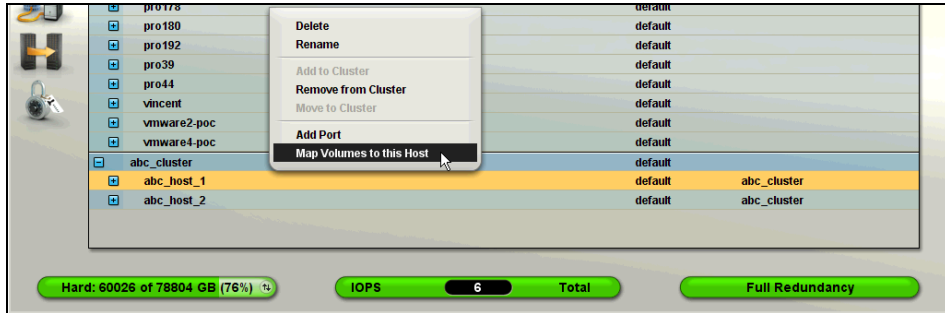 pro178 default
pro180 default
pro192 default
pro39 default
pro44 default
vincent default
vmware2-poc default
vmware4-poc default
Delete
Rename
Add to Cluster
Remove from Cluster
Move to Cluster
Add Port
Map Volumes to this Host
abc_cluster default
abc_host_1 default abc_cluster
abc_host_2 default abc_cluster
Hard: 60026 of 78804 GB (76%) IOPS 6 Total Full Redundancy